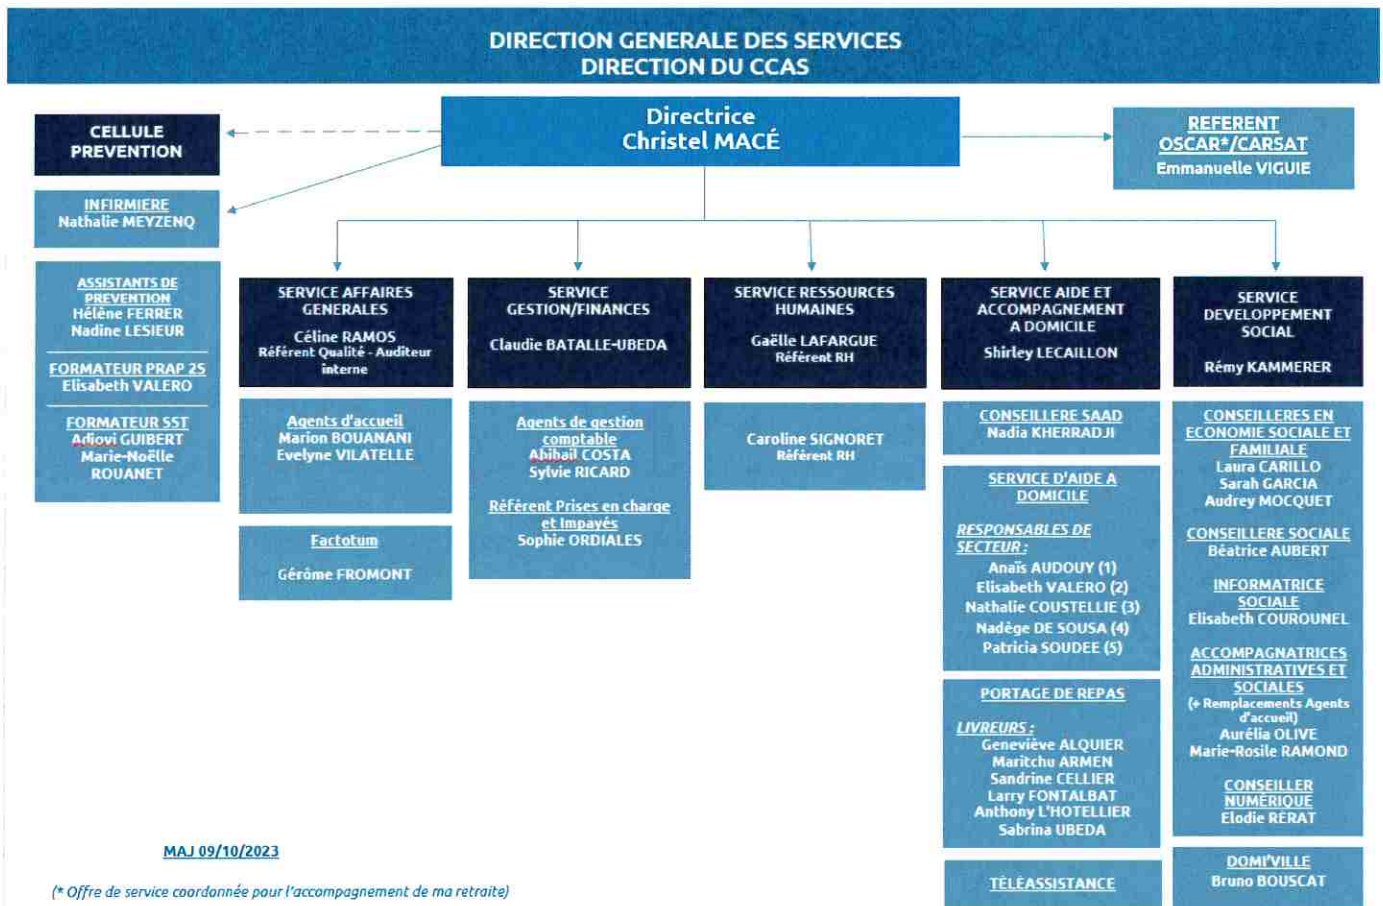 DIRECTION GENERALE DES SERVICES
DIRECTION DU CCAS
Directrice
Christel MACÉ
CELLULE
PREVENTION
REFERENT
OSCAR*/CARSAT
Emmanuelle VIGUIE
INFIRMIERE
Nathalie MEYZENQ
ASSISTANTS DE
PREVENTION
Hélène FERRER
Nadine LESIEUR
FORMATEUR PRAP 2S
Elisabeth VALERO
FORMATEUR SST
Adjovi GUIBERT
Marie-Noëlle
ROUANET
SERVICE AFFAIRES
GENERALES
Céline RAMOS
Référent Qualité - Auditeur
interne
Agents d'accueil
Marion BOUANANI
Evelyne VILATELLE
Factotum
Gérôme FROMONT
SERVICE
GESTION/FINANCES
Claudie BATALLE-UBEDA
Agents de gestion
comptable
Abihail COSTA
Sylvie RICARD
Référent Prises en charge
et Impayés
Sophie ORDIALES
SERVICE RESSOURCES
HUMAINES
Gaëlle LAFARGUE
Référent RH
Caroline SIGNORET
Référent RH
SERVICE AIDE ET
ACCOMPAGNEMENT
A DOMICILE
Shirley LECAILLON
CONSEILLERE SAAD
Nadia KHERRADJI
SERVICE D'AIDE A
DOMICILE
RESPONSABLES DE
SECTEUR :
Anaïs AUDOUY (1)
Elisabeth VALERO (2)
Nathalie COUSTELLIE (3)
Nadège DE SOUSA (4)
Patricia SOUDEE (5)
PORTAGE DE REPAS
LIVREURS :
Geneviève ALQUIER
Maritchu ARMEN
Sandrine CELLIER
Larry FONTALBAT
Anthony L'HOTELLIER
Sabrina UBEDA
TÉLÉASSISTANCE
SERVICE
DEVELOPPEMENT
SOCIAL
Rémy KAMMERER
CONSEILLERES EN
ECONOMIE SOCIALE ET
FAMILIALE
Laura CARILLO
Sarah GARCIA
Audrey MOCQUET
CONSEILLERE SOCIALE
Béatrice AUBERT
INFORMATRICE
SOCIALE
Elisabeth COUROUNEL
ACCOMPAGNATRICES
ADMINISTRATIVES ET
SOCIALES
(+ Remplacements Agents
d'accueil)
Aurélia OLIVE
Marie-Rosile RAMOND
CONSEILLER
NUMÉRIQUE
Elodie RÉRAT
DOMI'VILLE
Bruno BOUSCAT
MAJ 09/10/2023
(* Offre de service coordonnée pour l'accompagnement de ma retraite)